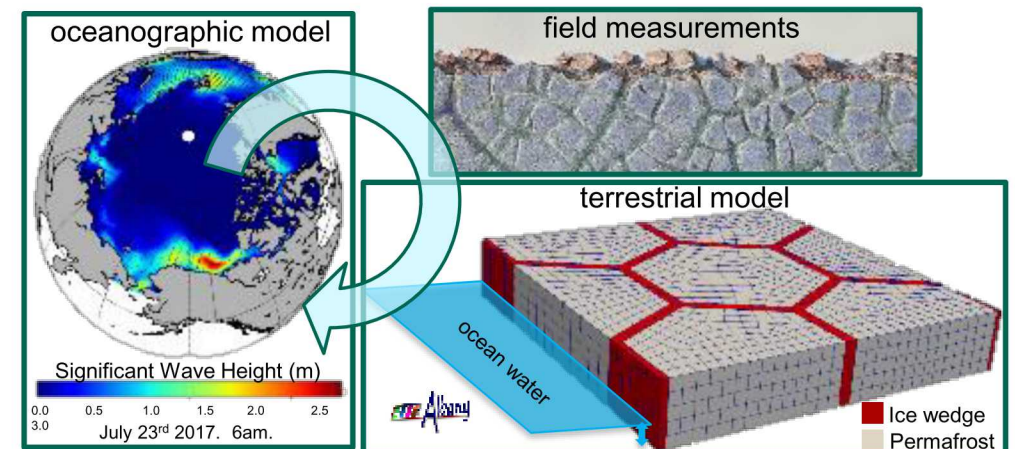 oceanographic model
Significant Wave Height (m)
0.0 0.5 1.0 1.5 2.0 2.5
3.0
July 23rd 2017. 6am.
field measurements
terrestrial model
ocean water
Albany
Ice wedge
Permafrost